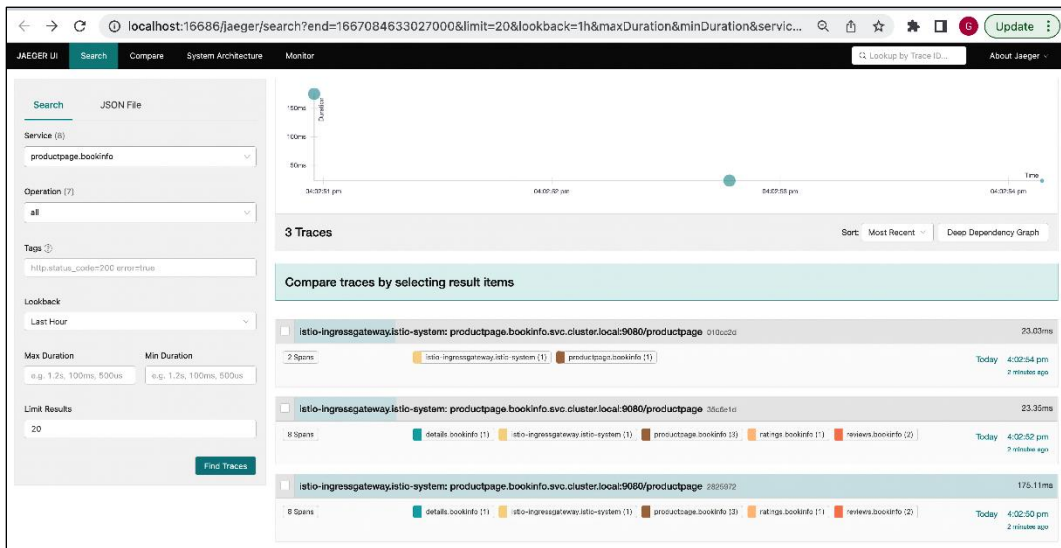 localhost:16686/jaeger/search?end=1667084633027000&limit=20&lookback=1h&maxDuration&minDuration&servic...
G
Update
JAEGER UI Search Compare System Architecture Monitor
Lookup by Trace ID... About Jaeger
Search JSON File
Service (8)
productpage.bookinfo
Operation (7)
all
Tags
http.status_code=200 error=true
Lookback
Last Hour
Max Duration Min Duration
e.g. 1.2s, 100ms, 500us e.g. 1.2s, 100ms, 500us
Limit Results
20
Find Traces
150ms
Duration
100ms
50ms
Time
04:02:51 pm 04:02:52 pm 04:02:53 pm 04:02:54 pm
3 Traces
Sort: Most Recent Deep Dependency Graph
Compare traces by selecting result items
istio-ingressgateway.istio-system: productpage.bookinfo.svc.cluster.local:9080/productpage 23.03ms
2 Spans istio-ingressgateway.istio-system (1) productpage.bookinfo (1) Today 4:02:54 pm
2 minutes ago
istio-ingressgateway.istio-system: productpage.bookinfo.svc.cluster.local:9080/productpage 23.35ms
8 Spans details.bookinfo (1) istio-ingressgateway.istio-system (1) productpage.bookinfo (3) ratings.bookinfo (1) reviews.bookinfo (2) Today 4:02:52 pm
2 minutes ago
istio-ingressgateway.istio-system: productpage.bookinfo.svc.cluster.local:9080/productpage 2825972 175.11ms
8 Spans details.bookinfo (1) istio-ingressgateway.istio-system (1) productpage.bookinfo (3) ratings.bookinfo (1) reviews.bookinfo (2) Today 4:02:50 pm
2 minutes ago